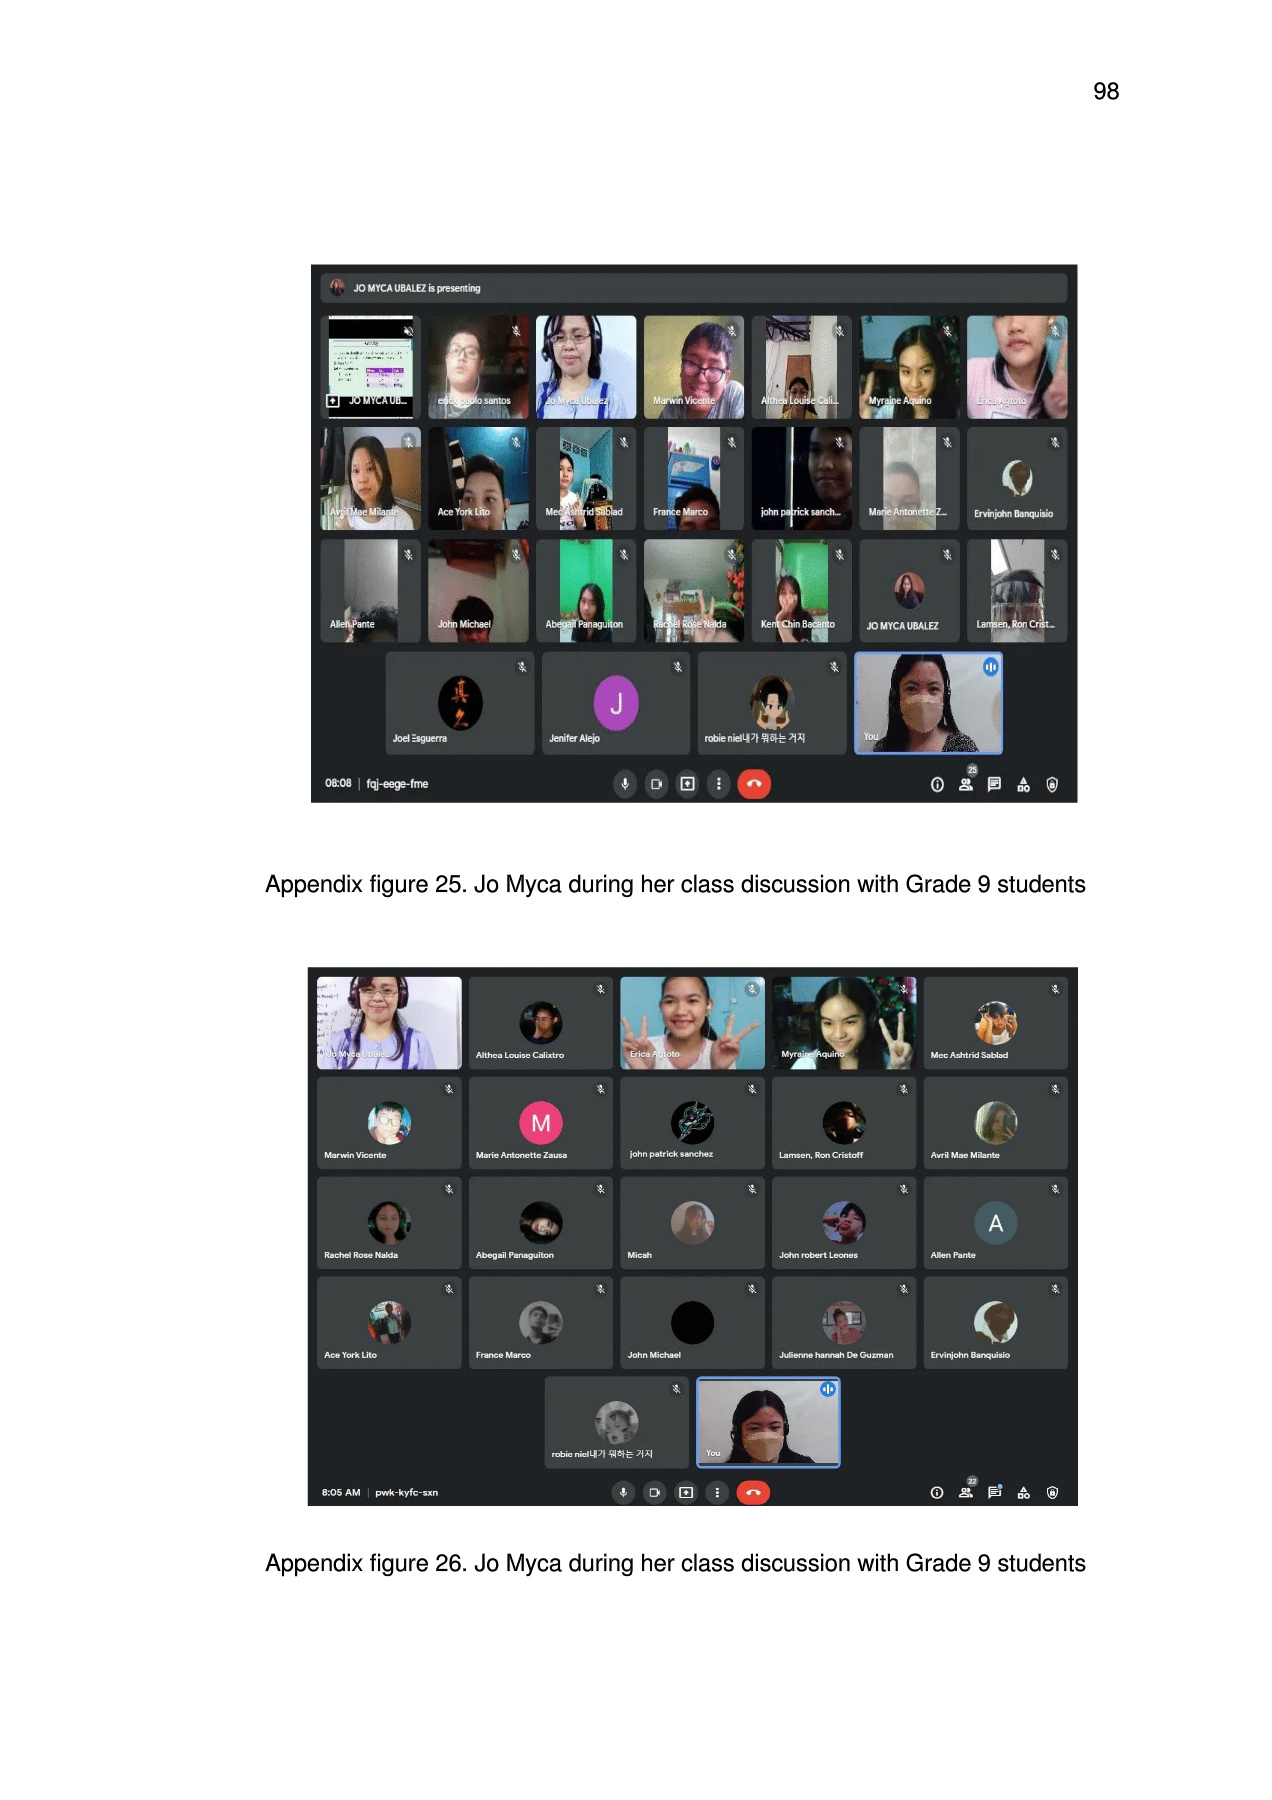 98
JO MYCA UBALEZ is presenting
Activity
JO MYCA UB...
erick paolo santos
Jo Myca Ubalez
Marwin Vicente
Althea Louise Cali...
Myraine Aquino
Erica Agtoto
Avril Mae Milante
Ace York Lito
Mec Ashtrid Sablad
France Marco
john patrick sanch...
Marie Antonette Z...
Ervinjohn Banquisio
Allen Pante
John Michael
Abegail Panaguiton
Rachel Rose Nalda
Kent Chin Bacanto
JO MYCA UBALEZ
Lamsen, Ron Crist...
真久
Joel Esguerra
J
Jenifer Alejo
robie niel내가 뭐하는 거지
You
08:08 | fqj-eege-fme
25
Appendix figure 25. Jo Myca during her class discussion with Grade 9 students
Jo Myca Ubalez
Althea Louise Calixtro
Erica Agtoto
Myraine Aquino
Mec Ashtrid Sablad
Marwin Vicente
M
Marie Antonette Zausa
john patrick sanchez
Lamsen, Ron Cristoff
Avril Mae Milante
Rachel Rose Nalda
Abegail Panaguiton
Micah
John robert Leones
A
Allen Pante
Ace York Lito
France Marco
John Michael
Julienne hannah De Guzman
Ervinjohn Banquisio
robie niel내가 뭐하는 거지
You
8:05 AM | pwk-kyfc-sxn
22
Appendix figure 26. Jo Myca during her class discussion with Grade 9 students